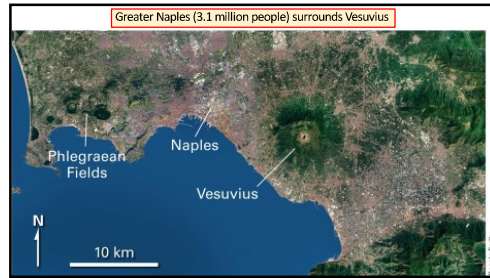 Greater Naples (3.1 million people) surrounds Vesuvius
Phlegraean
Fields
Naples
Vesuvius
N
10 km